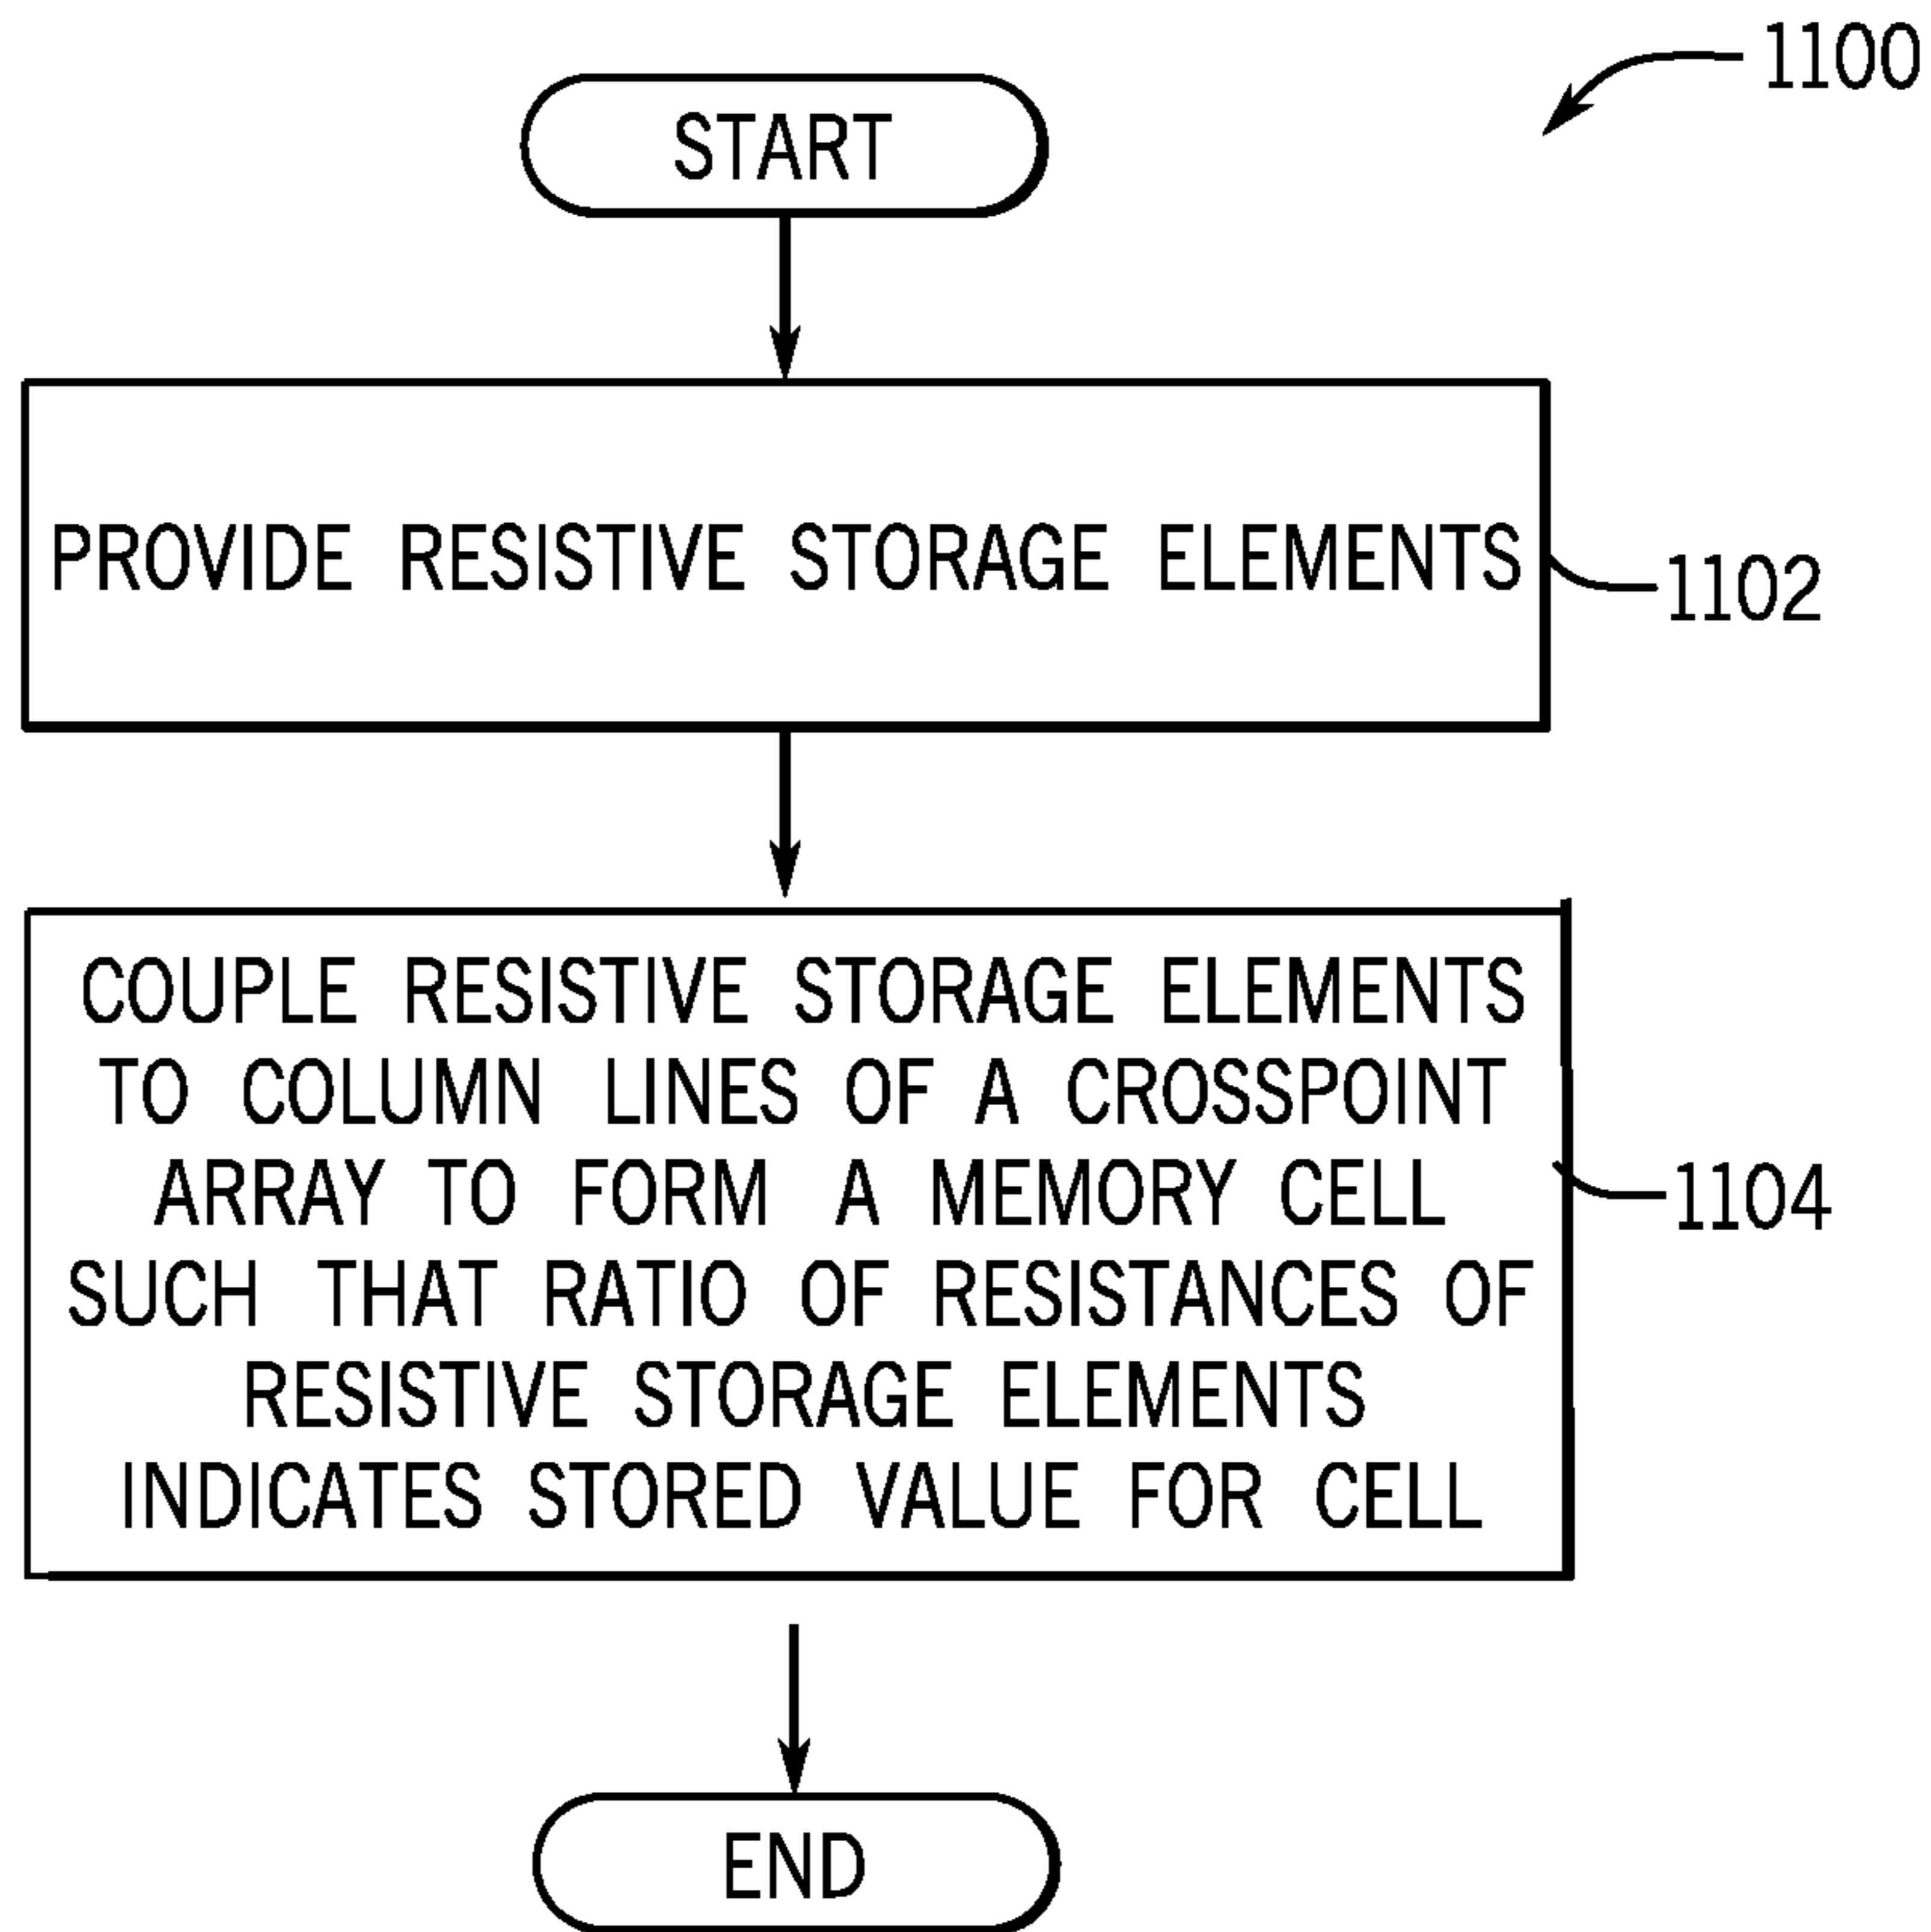 1100
START
PROVIDE RESISTIVE STORAGE ELEMENTS
1102
COUPLE RESISTIVE STORAGE ELEMENTS
TO COLUMN LINES OF A CROSSPOINT
ARRAY TO FORM A MEMORY CELL
SUCH THAT RATIO OF RESISTANCES OF
RESISTIVE STORAGE ELEMENTS
INDICATES STORED VALUE FOR CELL
1104
END